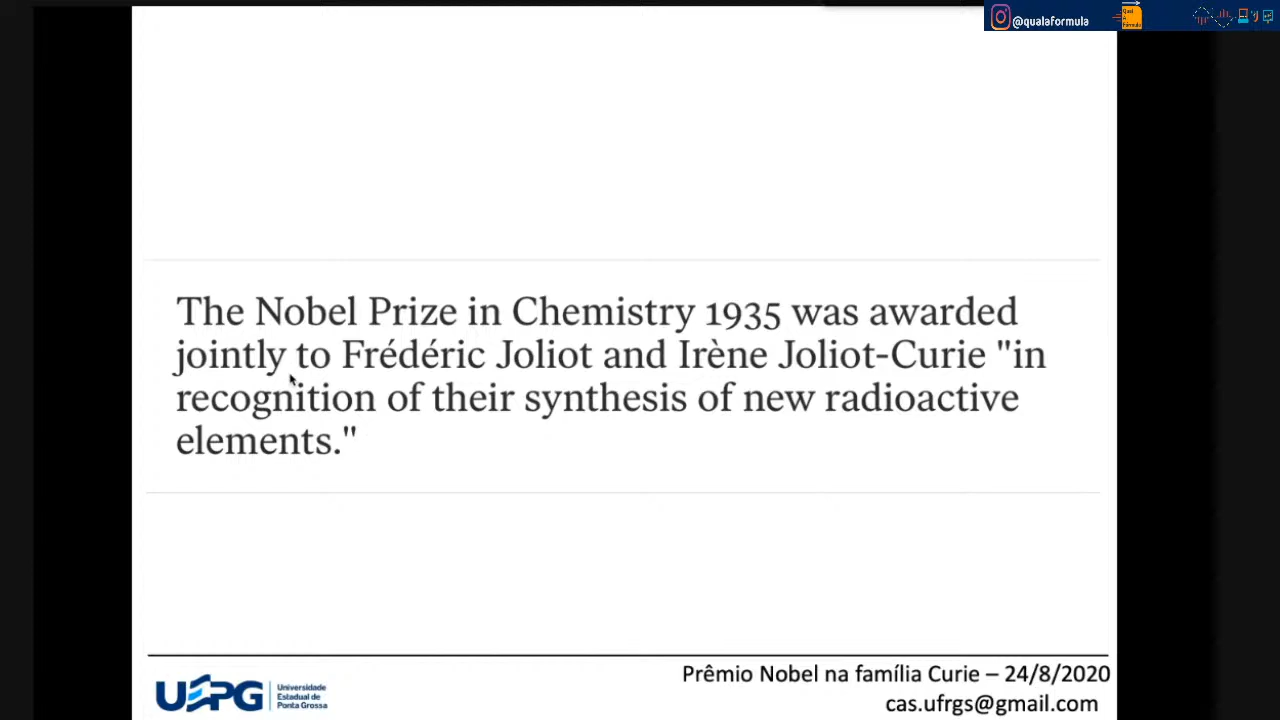 @qualaformula
Qual
a
Fórmula
The Nobel Prize in Chemistry 1935 was awarded
jointly to Frédéric Joliot and Irène Joliot-Curie "in
recognition of their synthesis of new radioactive
elements."
UEPG
Universidade
Estadual de
Ponta Grossa
Prêmio Nobel na família Curie – 24/8/2020
cas.ufrgs@gmail.com